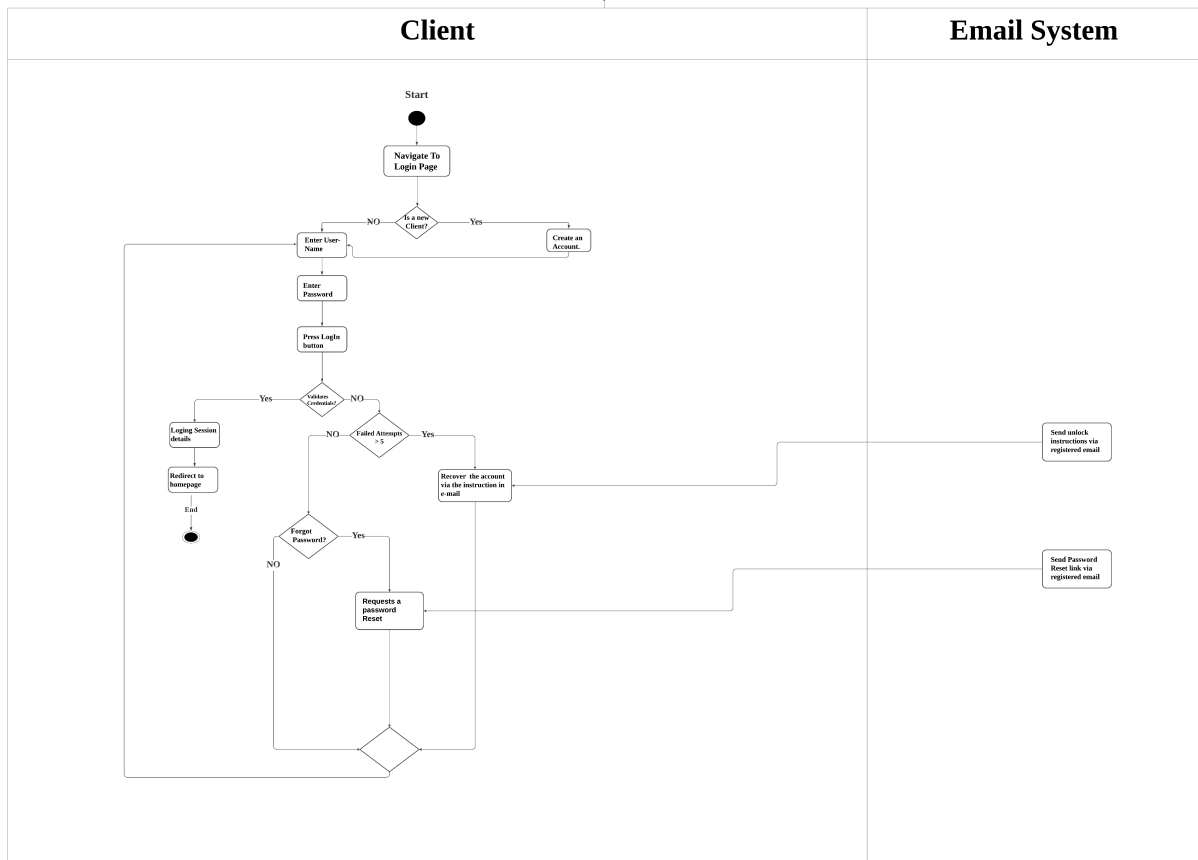 Client
Email System
Start
Navigate To
Login Page
Is a new
Client?
NO
Yes
Enter User-
Name
Create an
Account.
Enter
Password
Press LogIn
button
Validates
Credentials?
Yes
NO
Loging Session
details
Failed Attempts
> 5
NO
Yes
Send unlock
instructions via
registered email
Redirect to
homepage
Recover the account
via the instruction in
e-mail
End
Forgot
Password?
Yes
NO
Send Password
Reset link via
registered email
Requests a
password
Reset